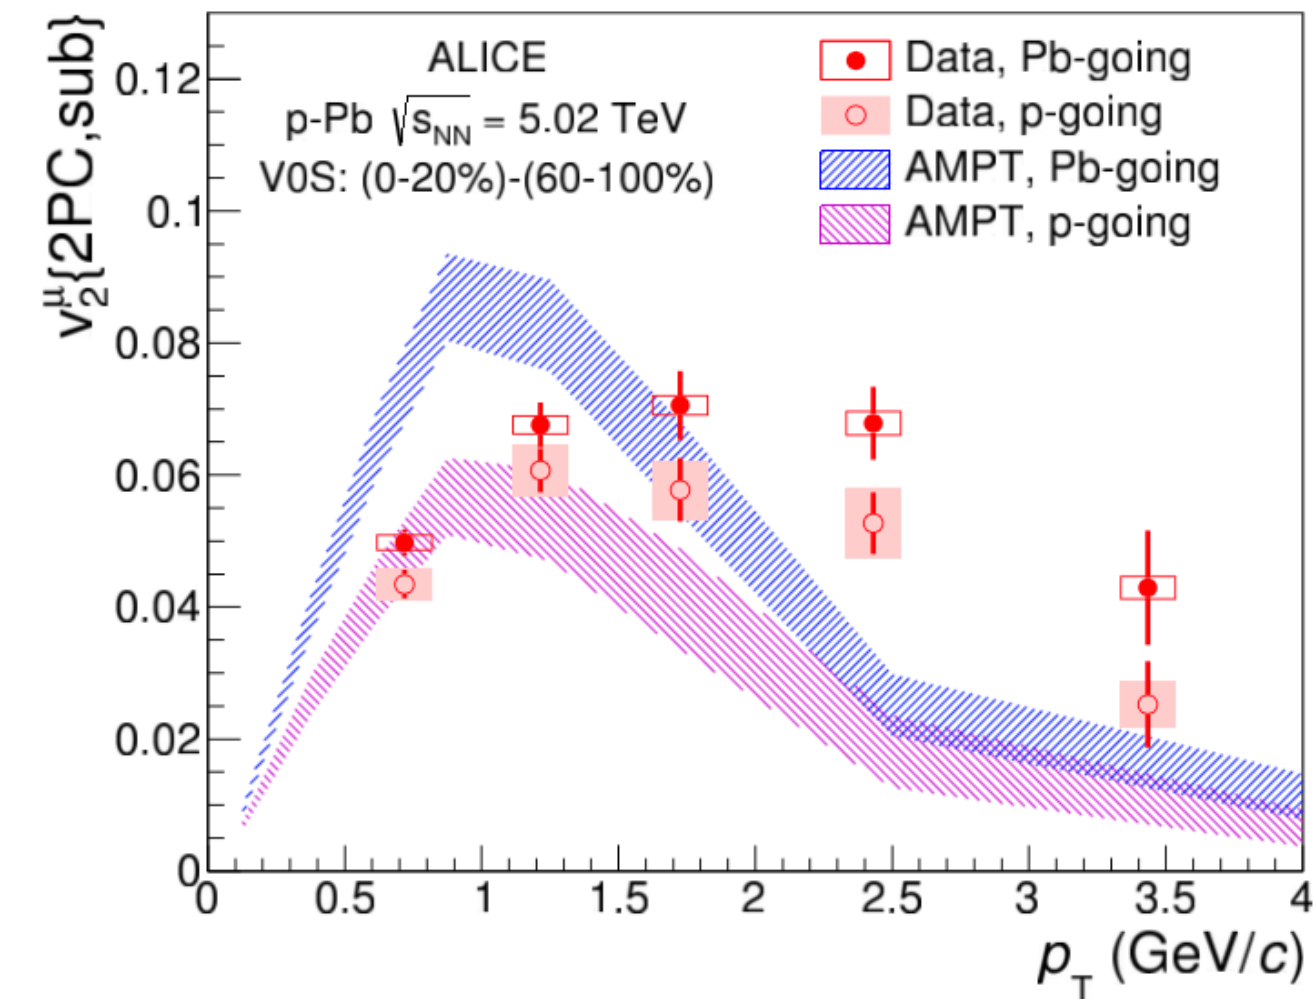 ALICE
p-Pb √s_NN = 5.02 TeV
V0S: (0-20%)-(60-100%)
Data, Pb-going
Data, p-going
AMPT, Pb-going
AMPT, p-going
v₂^μ{2PC,sub}
0.12
0.1
0.08
0.06
0.04
0.02
0
0 0.5 1 1.5 2 2.5 3 3.5 4
p_T (GeV/c)